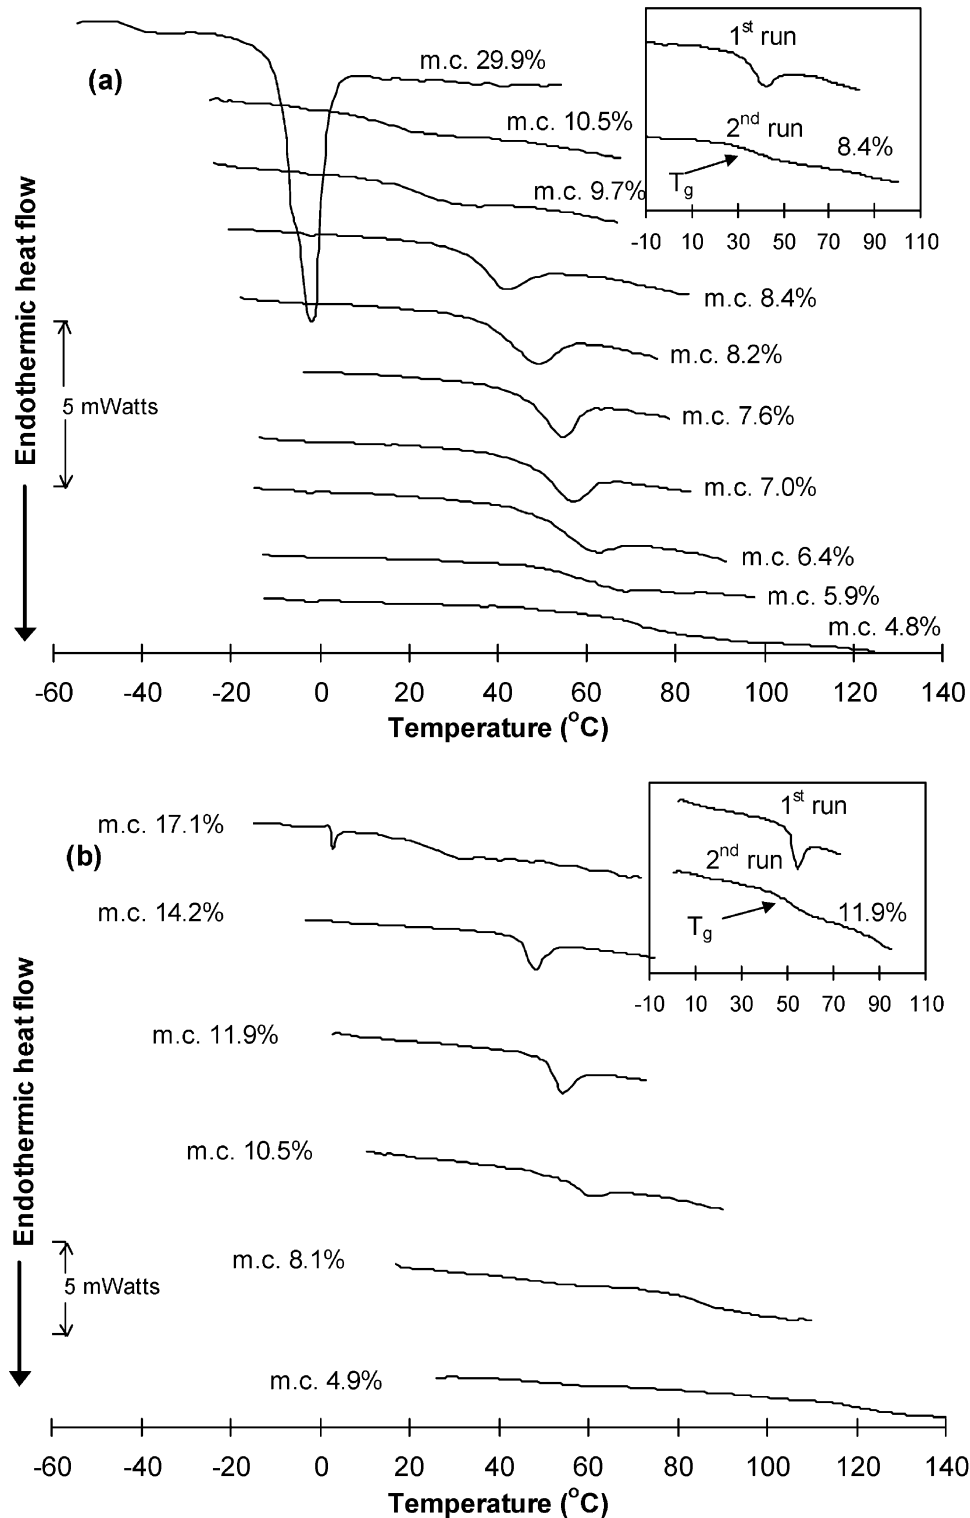 (a)
Endothermic heat flow
5 mWatts
m.c. 29.9%
m.c. 10.5%
m.c. 9.7%
m.c. 8.4%
m.c. 8.2%
m.c. 7.6%
m.c. 7.0%
m.c. 6.4%
m.c. 5.9%
m.c. 4.8%
1st run
2nd run
8.4%
Tg
-10 10 30 50 70 90 110
-60 -40 -20 0 20 40 60 80 100 120 140
Temperature (oC)
(b)
Endothermic heat flow
5 mWatts
m.c. 17.1%
m.c. 14.2%
m.c. 11.9%
m.c. 10.5%
m.c. 8.1%
m.c. 4.9%
1st run
2nd run
11.9%
Tg
-10 10 30 50 70 90 110
-60 -40 -20 0 20 40 60 80 100 120 140
Temperature (oC)